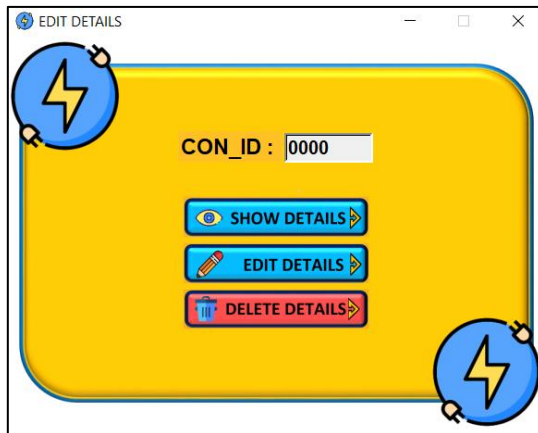 EDIT DETAILS
CON_ID : 0000
SHOW DETAILS
EDIT DETAILS
DELETE DETAILS